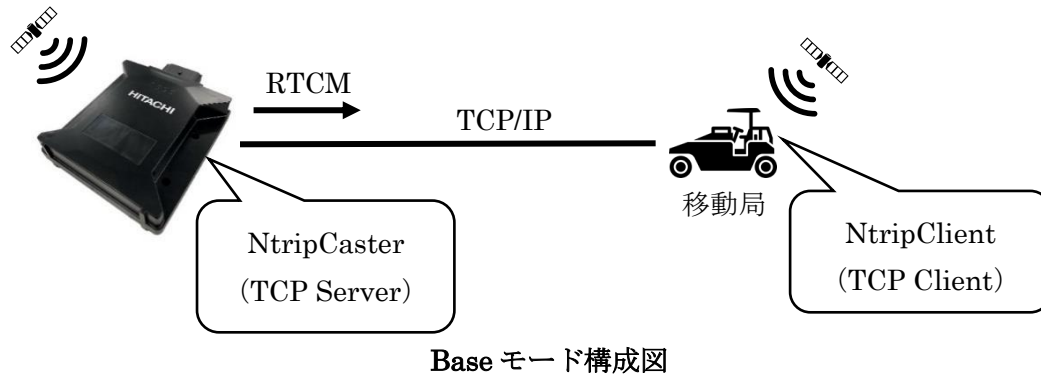 HITACHI
RTCM
TCP/IP
移動局
NtripCaster
（TCP Server）
NtripClient
（TCP Client）
Base モード構成図